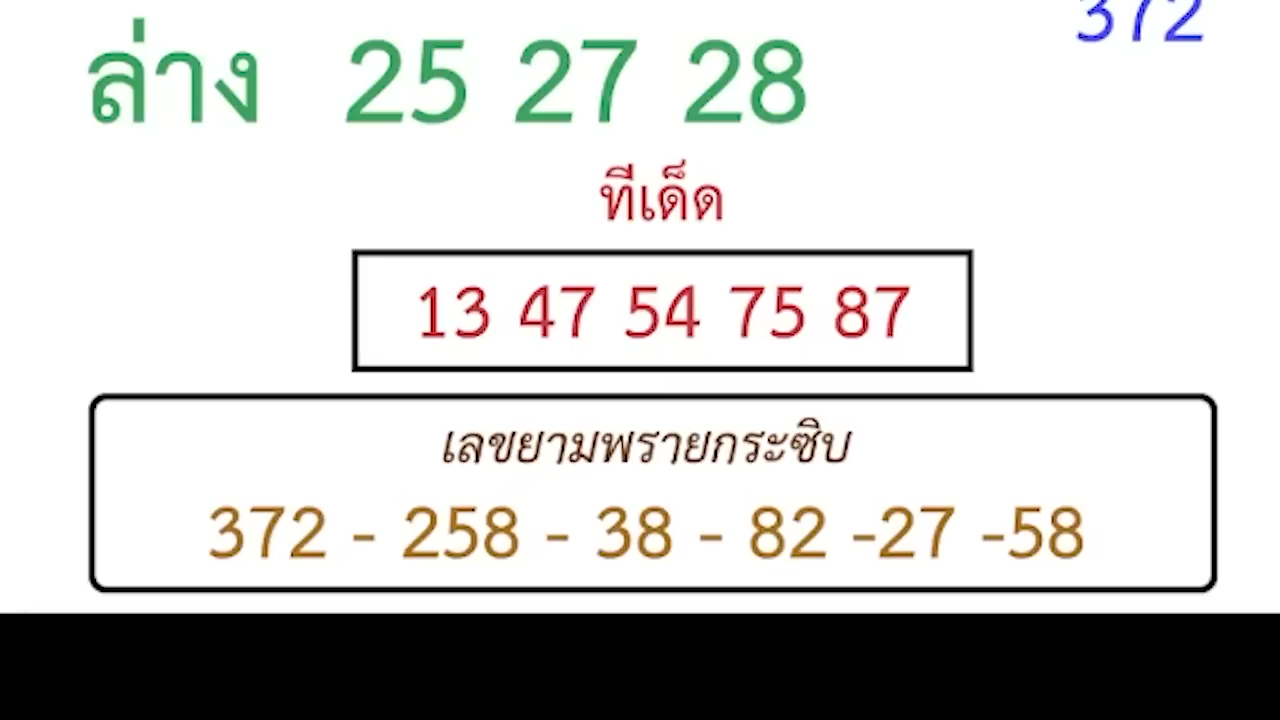 372
ล่าง 25 27 28
ทีเด็ด
13 47 54 75 87
เลขยามพรายกระซิบ
372 - 258 - 38 - 82 -27 -58